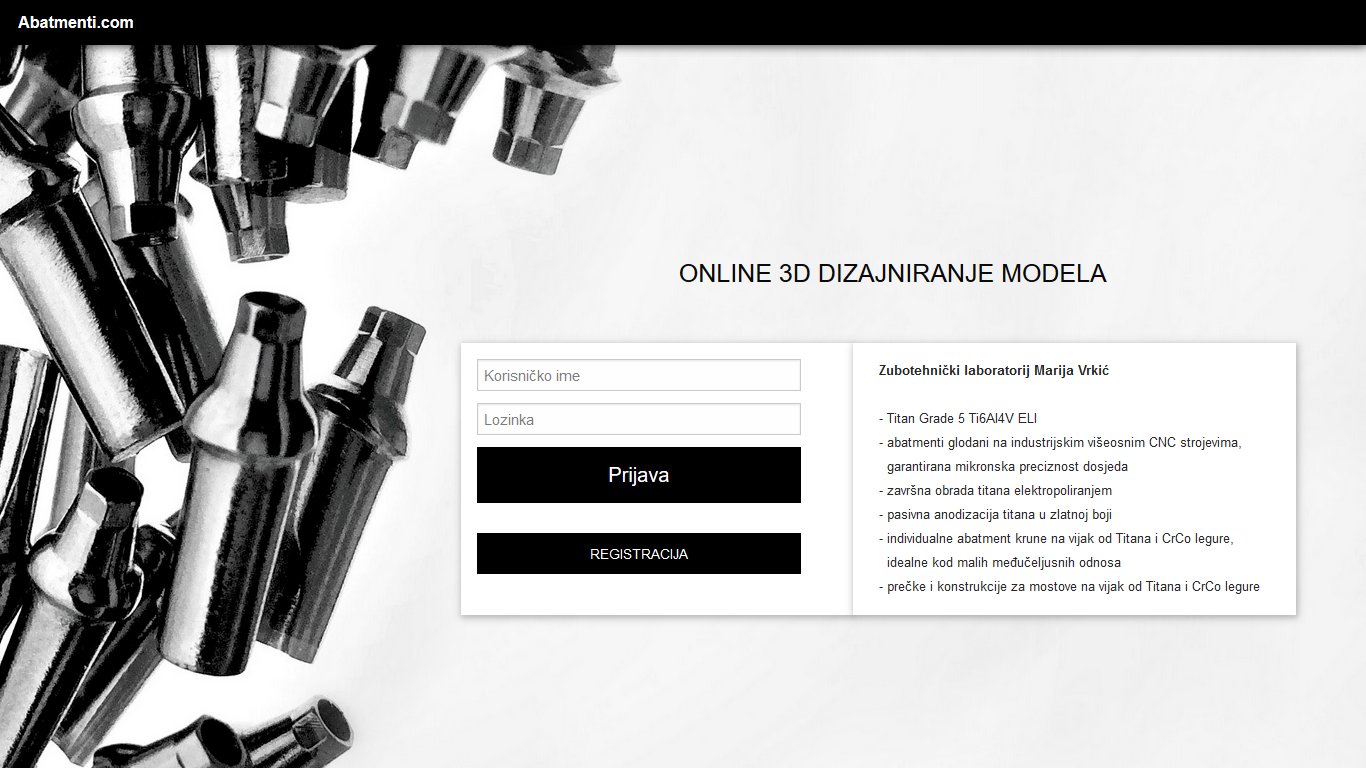 Abatmenti.com
ONLINE 3D DIZAJNIRANJE MODELA
Korisničko ime
Lozinka
Prijava
REGISTRACIJA
Zubotehnički laboratorij Marija Vrkić
- Titan Grade 5 Ti6Al4V ELI
- abatmenti glodani na industrijskim višeosnim CNC strojevima,
garantirana mikronska preciznost dosjeda
- završna obrada titana elektropoliranjem
- pasivna anodizacija titana u zlatnoj boji
- individualne abatment krune na vijak od Titana i CrCo legure,
idealne kod malih međučeljusnih odnosa
- prečke i konstrukcije za mostove na vijak od Titana i CrCo legure